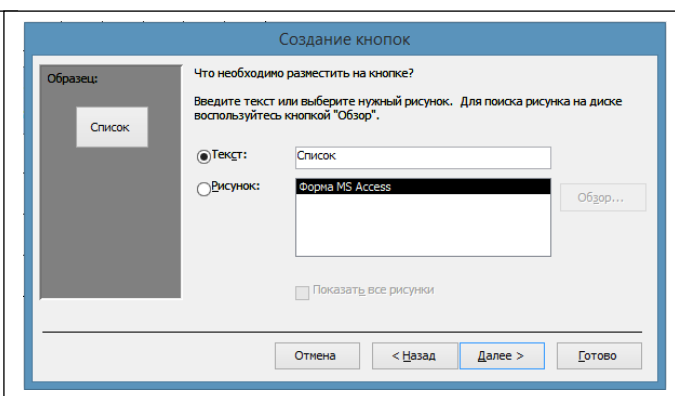 Создание кнопок
Образец:
Список
Что необходимо разместить на кнопке?
Введите текст или выберите нужный рисунок. Для поиска рисунка на диске
воспользуйтесь кнопкой "Обзор".
Текст:
Список
Рисунок:
Форма MS Access
Обзор...
Показать все рисунки
Отмена
< Назад
Далее >
Готово